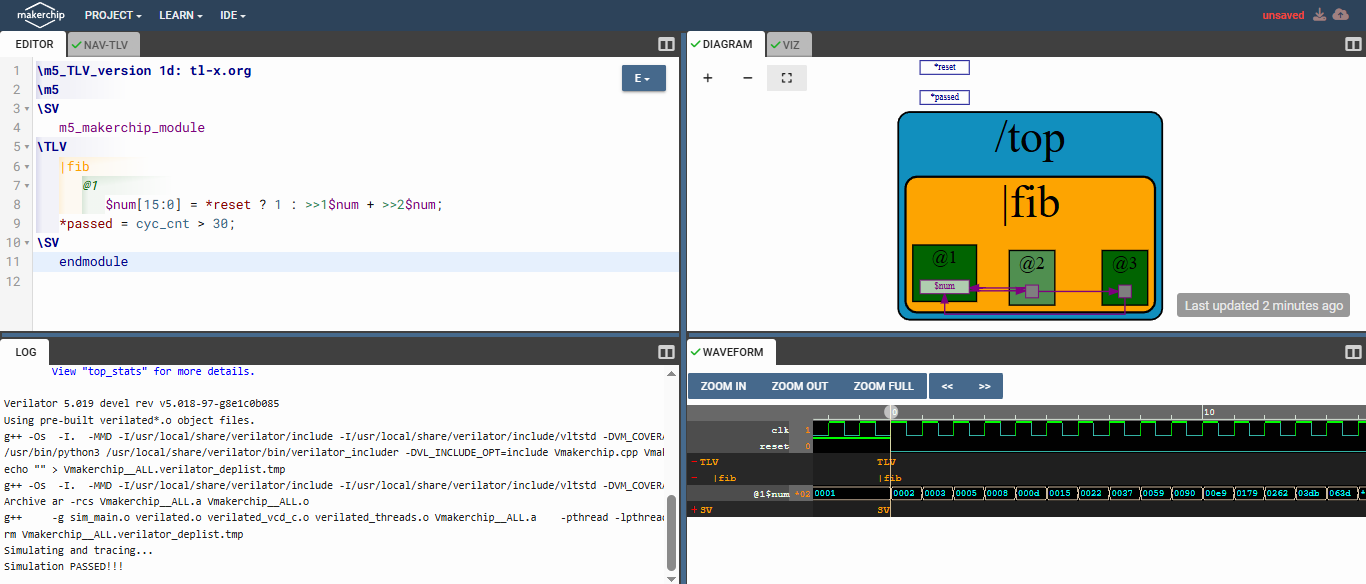 makerchip PROJECT LEARN IDE unsaved
EDITOR NAV-TLV
1 \m5_TLV_version 1d: tl-x.org
2 \m5
3 \SV
4 m5_makerchip_module
5 \TLV
6 |fib
7 @1
8 $num[15:0] = *reset ? 1 : >>1$num + >>2$num;
9 *passed = cyc_cnt > 30;
10 \SV
11 endmodule
12
E
DIAGRAM VIZ
+ −
*reset
*passed
/top
|fib
@1 @2 @3
$num
Last updated 2 minutes ago
LOG
View "top_stats" for more details.
Verilator 5.019 devel rev v5.018-97-g8e1c0b085
Using pre-built verilated*.o object files.
g++ -Os -I. -MMD -I/usr/local/share/verilator/include -I/usr/local/share/verilator/include/vltstd -DVM_COVERA
/usr/bin/python3 /usr/local/share/verilator/bin/verilator_includer -DVL_INCLUDE_OPT=include Vmakerchip.cpp Vmak
echo "" > Vmakerchip__ALL.verilator_deplist.tmp
g++ -Os -I. -MMD -I/usr/local/share/verilator/include -I/usr/local/share/verilator/include/vltstd -DVM_COVERA
Archive ar -rcs Vmakerchip__ALL.a Vmakerchip__ALL.o
g++ -g sim_main.o verilated.o verilated_vcd_c.o verilated_threads.o Vmakerchip__ALL.a -pthread -lpthread
rm Vmakerchip__ALL.verilator_deplist.tmp
Simulating and tracing...
Simulation PASSED!!!
WAVEFORM
ZOOM IN ZOOM OUT ZOOM FULL << >>
0 10
clk 1
reset 0
TLV TLV
|fib |fib
@1$num *02 0001 0002 0003 0005 0008 000d 0015 0022 0037 0059 0090 00e9 0179 0262 03db 063d *
SV SV